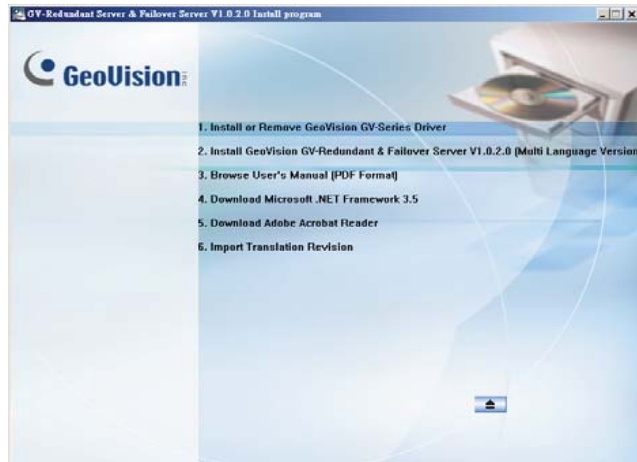 GV-Redundant Server & Failover Server V1.0.2.0 Install program
GeoVision
1. Install or Remove GeoVision GV-Series Driver
2. Install GeoVision GV-Redundant & Failover Server V1.0.2.0 (Multi Language Version
3. Browse User's Manual (PDF Format)
4. Download Microsoft .NET Framework 3.5
5. Download Adobe Acrobat Reader
6. Import Translation Revision